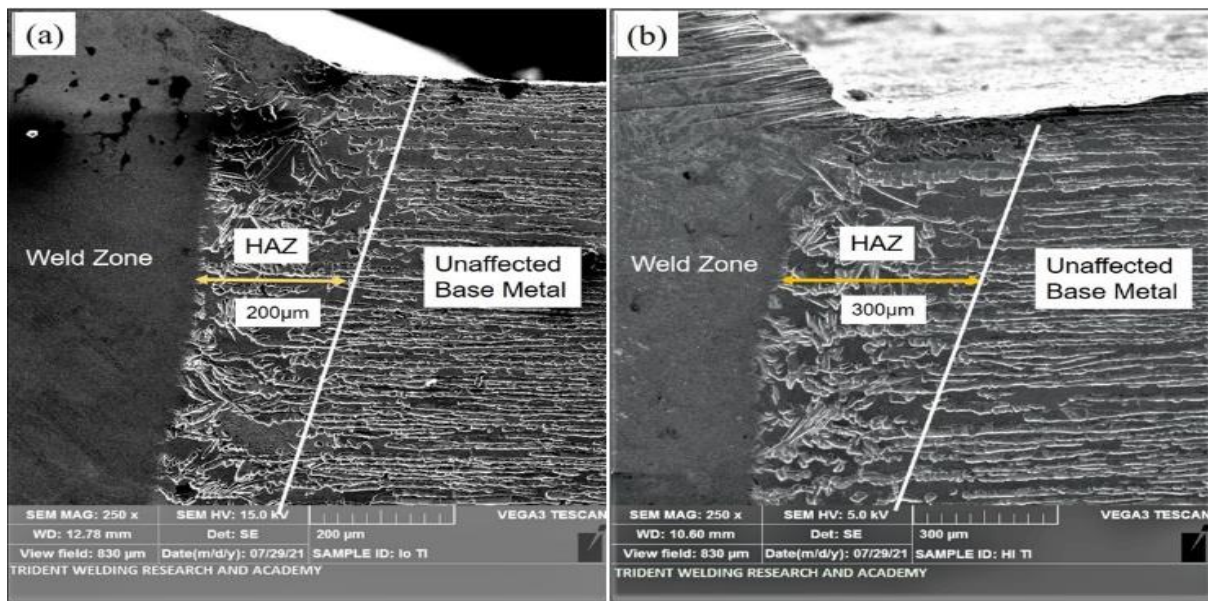 (a)
Weld Zone
HAZ
200µm
Unaffected
Base Metal
SEM MAG: 250 x SEM HV: 15.0 kV VEGA3 TESCAN
WD: 12.78 mm Det: SE 200 µm
View field: 830 µm Date(m/d/y): 07/29/21 SAMPLE ID: lo TI
TRIDENT WELDING RESEARCH AND ACADEMY
(b)
Weld Zone
HAZ
300µm
Unaffected
Base Metal
SEM MAG: 250 x SEM HV: 5.0 kV VEGA3 TESCAN
WD: 10.60 mm Det: SE 300 µm
View field: 830 µm Date(m/d/y): 07/29/21 SAMPLE ID: HI TI
TRIDENT WELDING RESEARCH AND ACADEMY